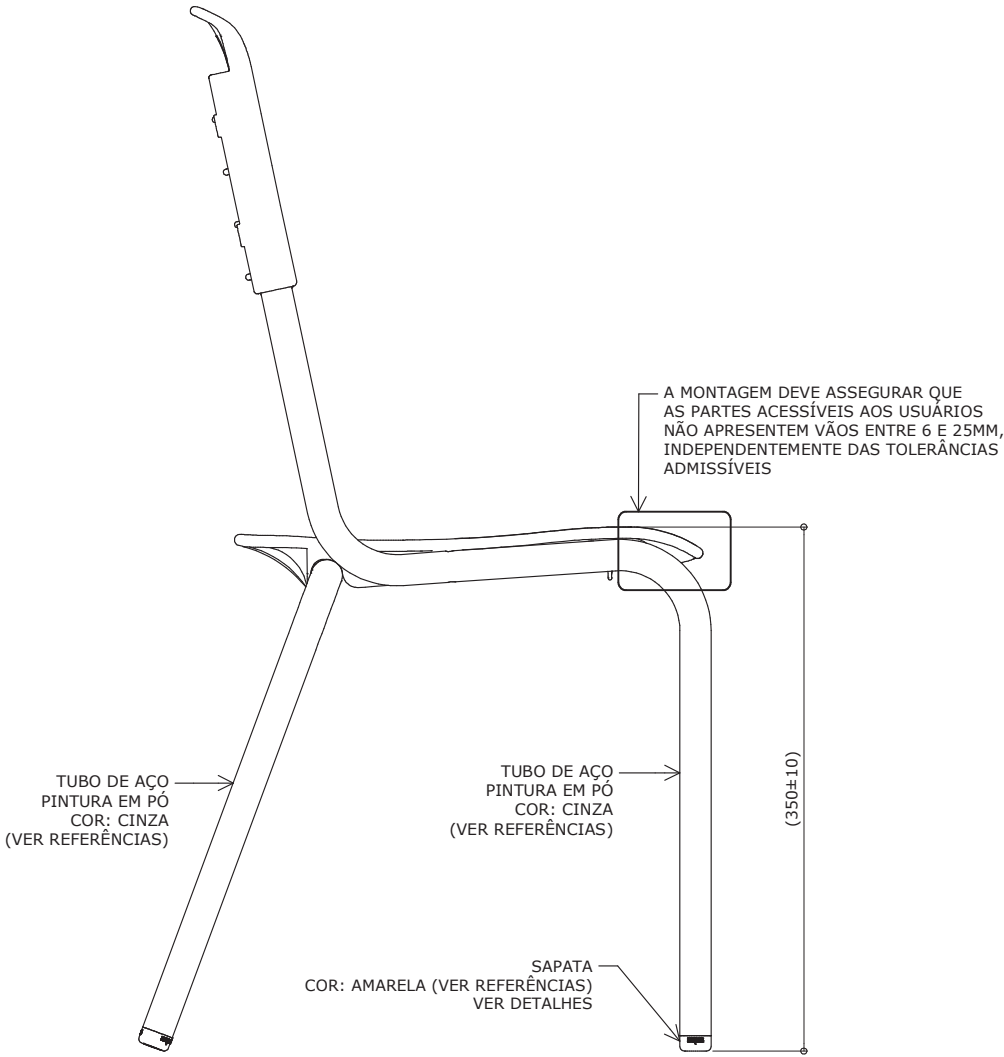 A MONTAGEM DEVE ASSEGURAR QUE
AS PARTES ACESSÍVEIS AOS USUÁRIOS
NÃO APRESENTEM VÃOS ENTRE 6 E 25MM,
INDEPENDENTEMENTE DAS TOLERÂNCIAS
ADMISSÍVEIS
TUBO DE AÇO
PINTURA EM PÓ
COR: CINZA
(VER REFERÊNCIAS)
TUBO DE AÇO
PINTURA EM PÓ
COR: CINZA
(VER REFERÊNCIAS)
(350±10)
SAPATA
COR: AMARELA (VER REFERÊNCIAS)
VER DETALHES